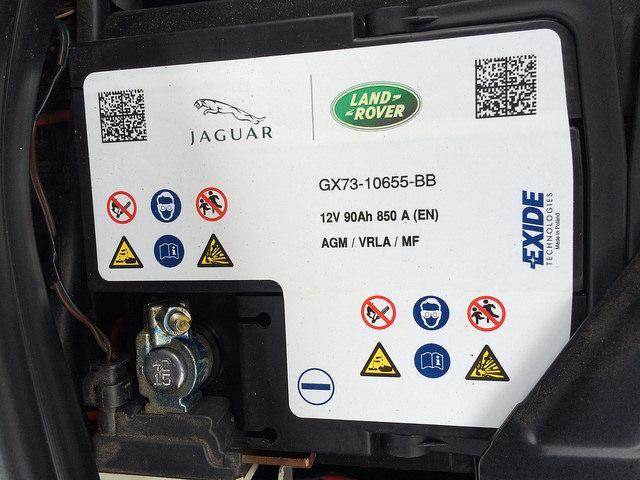 JAGUAR
LAND-
-ROVER
GX73-10655-BB
12V 90Ah 850 A (EN)
AGM / VRLA / MF
EXIDE
TECHNOLOGIES
Made in Poland